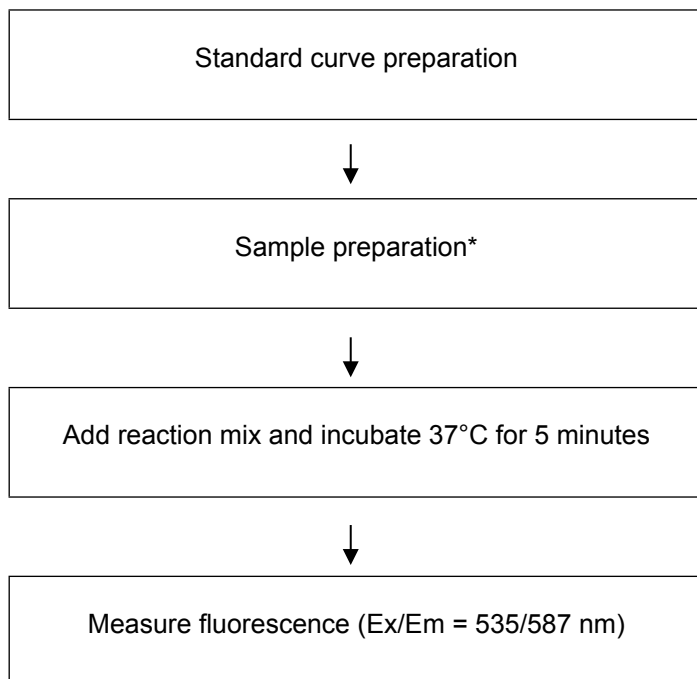 Standard curve preparation
Sample preparation*
Add reaction mix and incubate 37°C for 5 minutes
Measure fluorescence (Ex/Em = 535/587 nm)